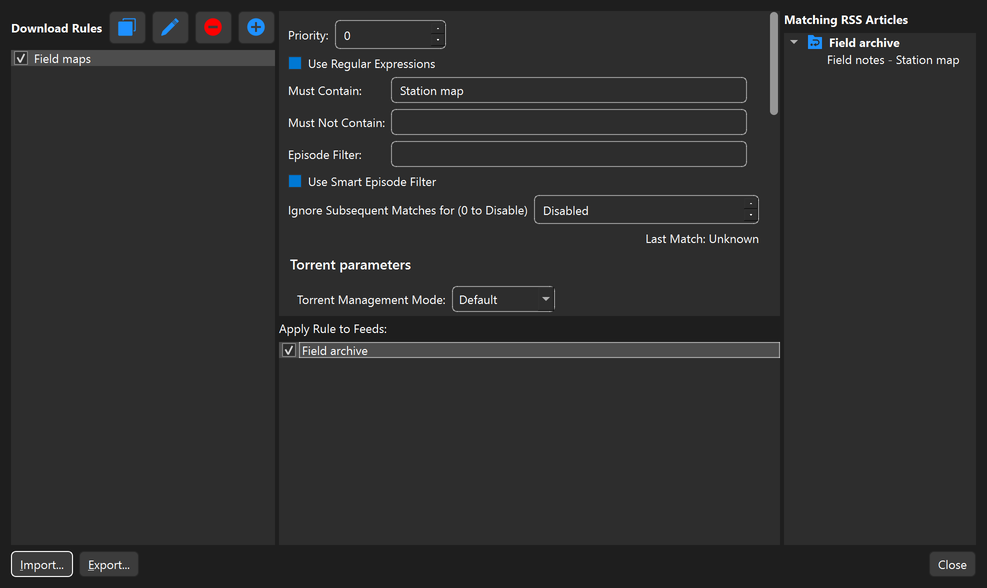 Download Rules
Field maps
Priority: 0
Use Regular Expressions
Must Contain: Station map
Must Not Contain:
Episode Filter:
Use Smart Episode Filter
Ignore Subsequent Matches for (0 to Disable) Disabled
Last Match: Unknown
Torrent parameters
Torrent Management Mode: Default
Apply Rule to Feeds:
Field archive
Matching RSS Articles
Field archive
Field notes - Station map
Import...
Export...
Close